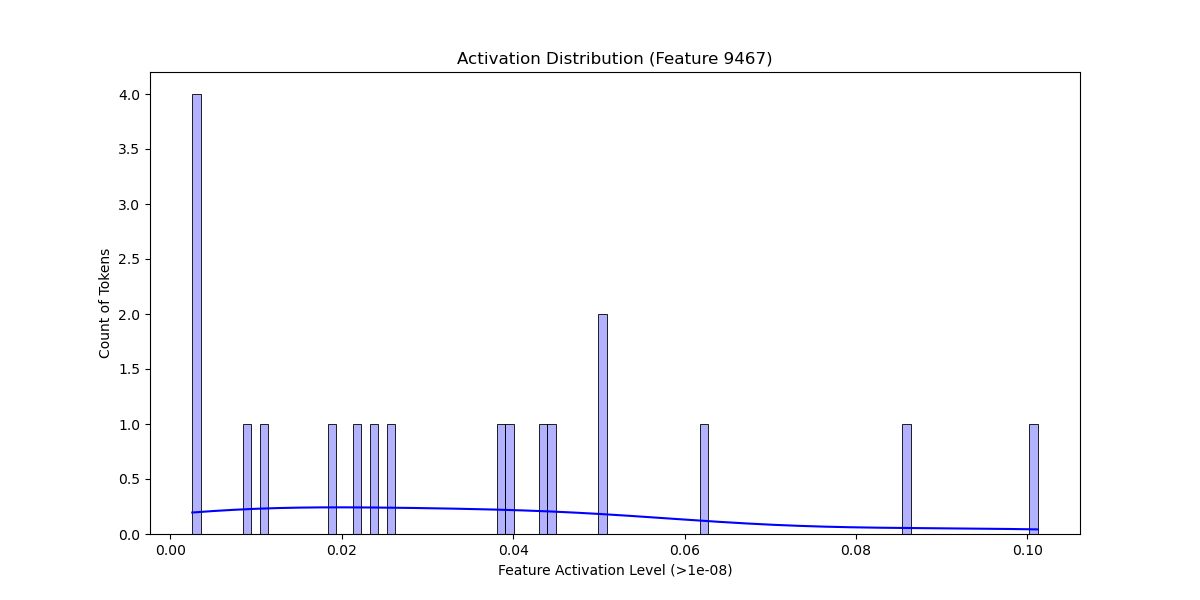 Activation Distribution (Feature 9467)
4.0
3.5
3.0
2.5
2.0
1.5
1.0
0.5
0.0
Count of Tokens
0.00 0.02 0.04 0.06 0.08 0.10
Feature Activation Level (>1e-08)